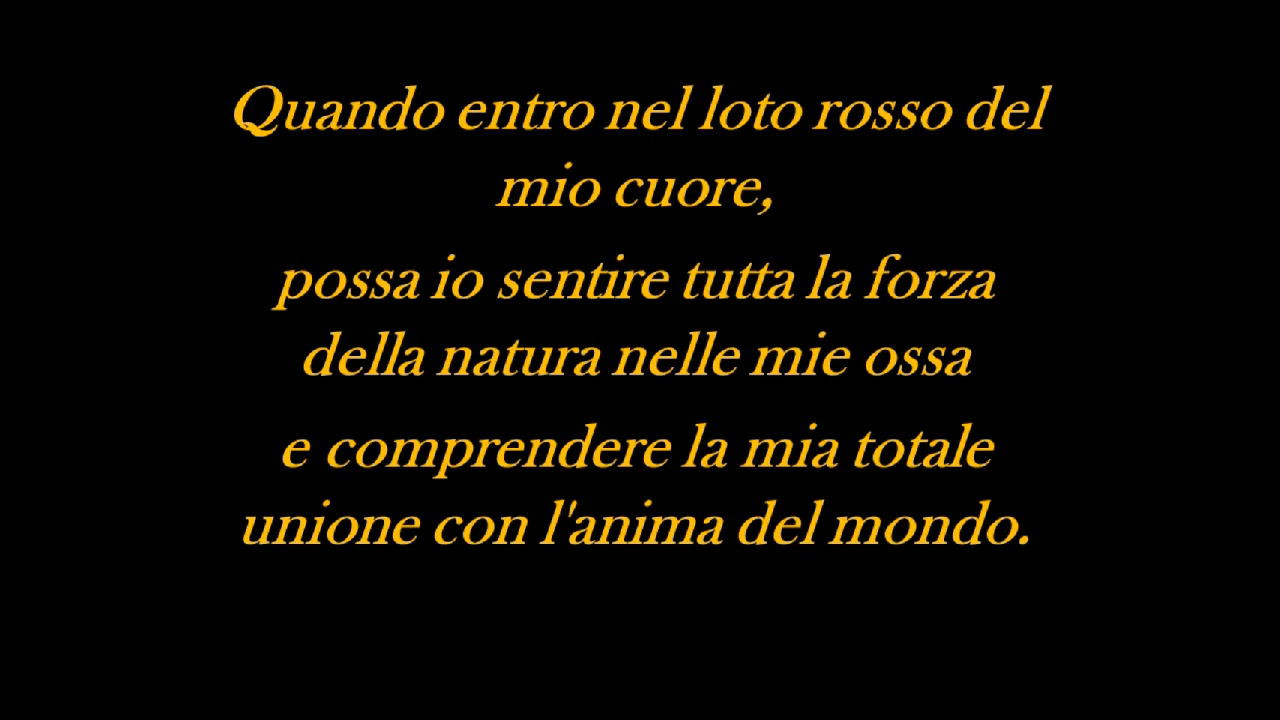 Quando entro nel loto rosso del
mio cuore,
possa io sentire tutta la forza
della natura nelle mie ossa
e comprendere la mia totale
unione con l'anima del mondo.